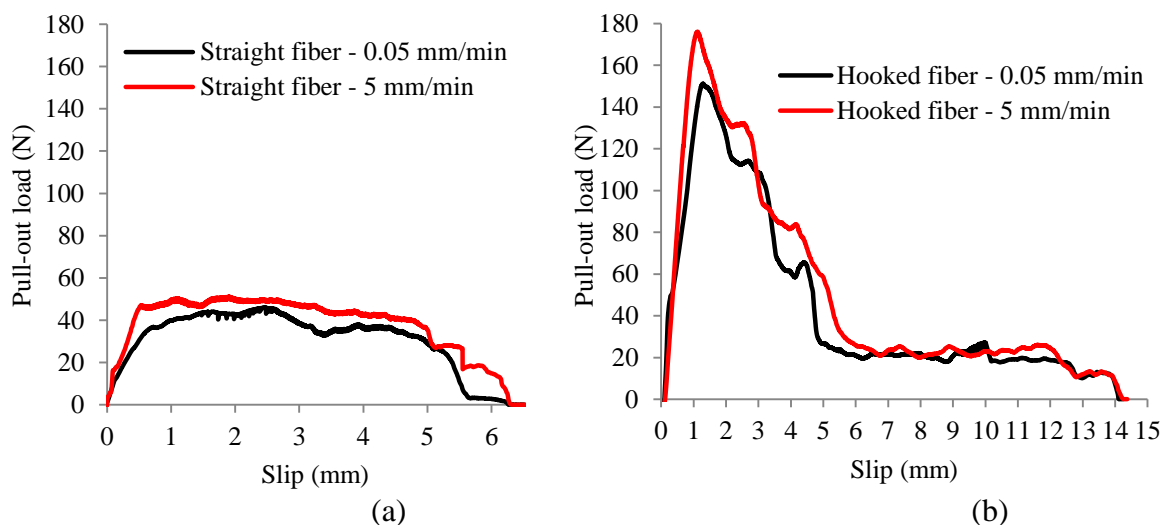 180
160
140
120
100
80
60
40
20
0
Pull-out load (N)
Straight fiber - 0.05 mm/min
Straight fiber - 5 mm/min
0 1 2 3 4 5 6
Slip (mm)
(a)
180
160
140
120
100
80
60
40
20
0
Pull-out load (N)
Hooked fiber - 0.05 mm/min
Hooked fiber - 5 mm/min
0 1 2 3 4 5 6 7 8 9 10 11 12 13 14 15
Slip (mm)
(b)